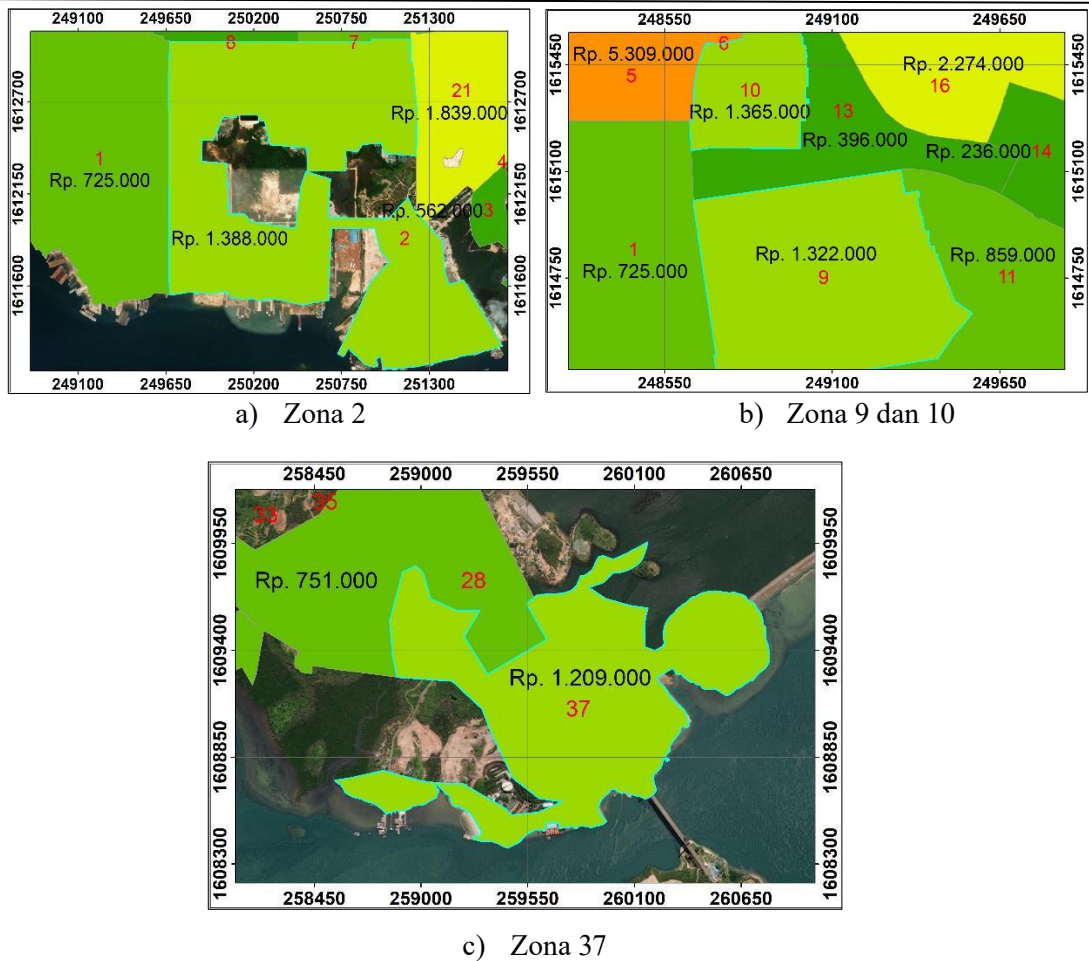 249100 249650 250200 250750 251300
8 7
21
1612700 1612700
Rp. 1.839.000
1 4
Rp. 725.000
1612150 1612150
Rp. 562.000 3
Rp. 1.388.000 2
1611600 1611600
249100 249650 250200 250750 251300
a) Zona 2
248550 249100 249650
6
1615450 1615450
Rp. 5.309.000 Rp. 2.274.000
5 10 16
Rp. 1.365.000 13
Rp. 396.000 Rp. 236.000 14
1615100 1615100
1 Rp. 1.322.000 Rp. 859.000
Rp. 725.000 9 11
1614750 1614750
248550 249100 249650
b) Zona 9 dan 10
258450 259000 259550 260100 260650
33 35
1609950 1609950
Rp. 751.000 28
1609400 1609400
Rp. 1.209.000
37
1608850 1608850
1608300 1608300
258450 259000 259550 260100 260650
c) Zona 37